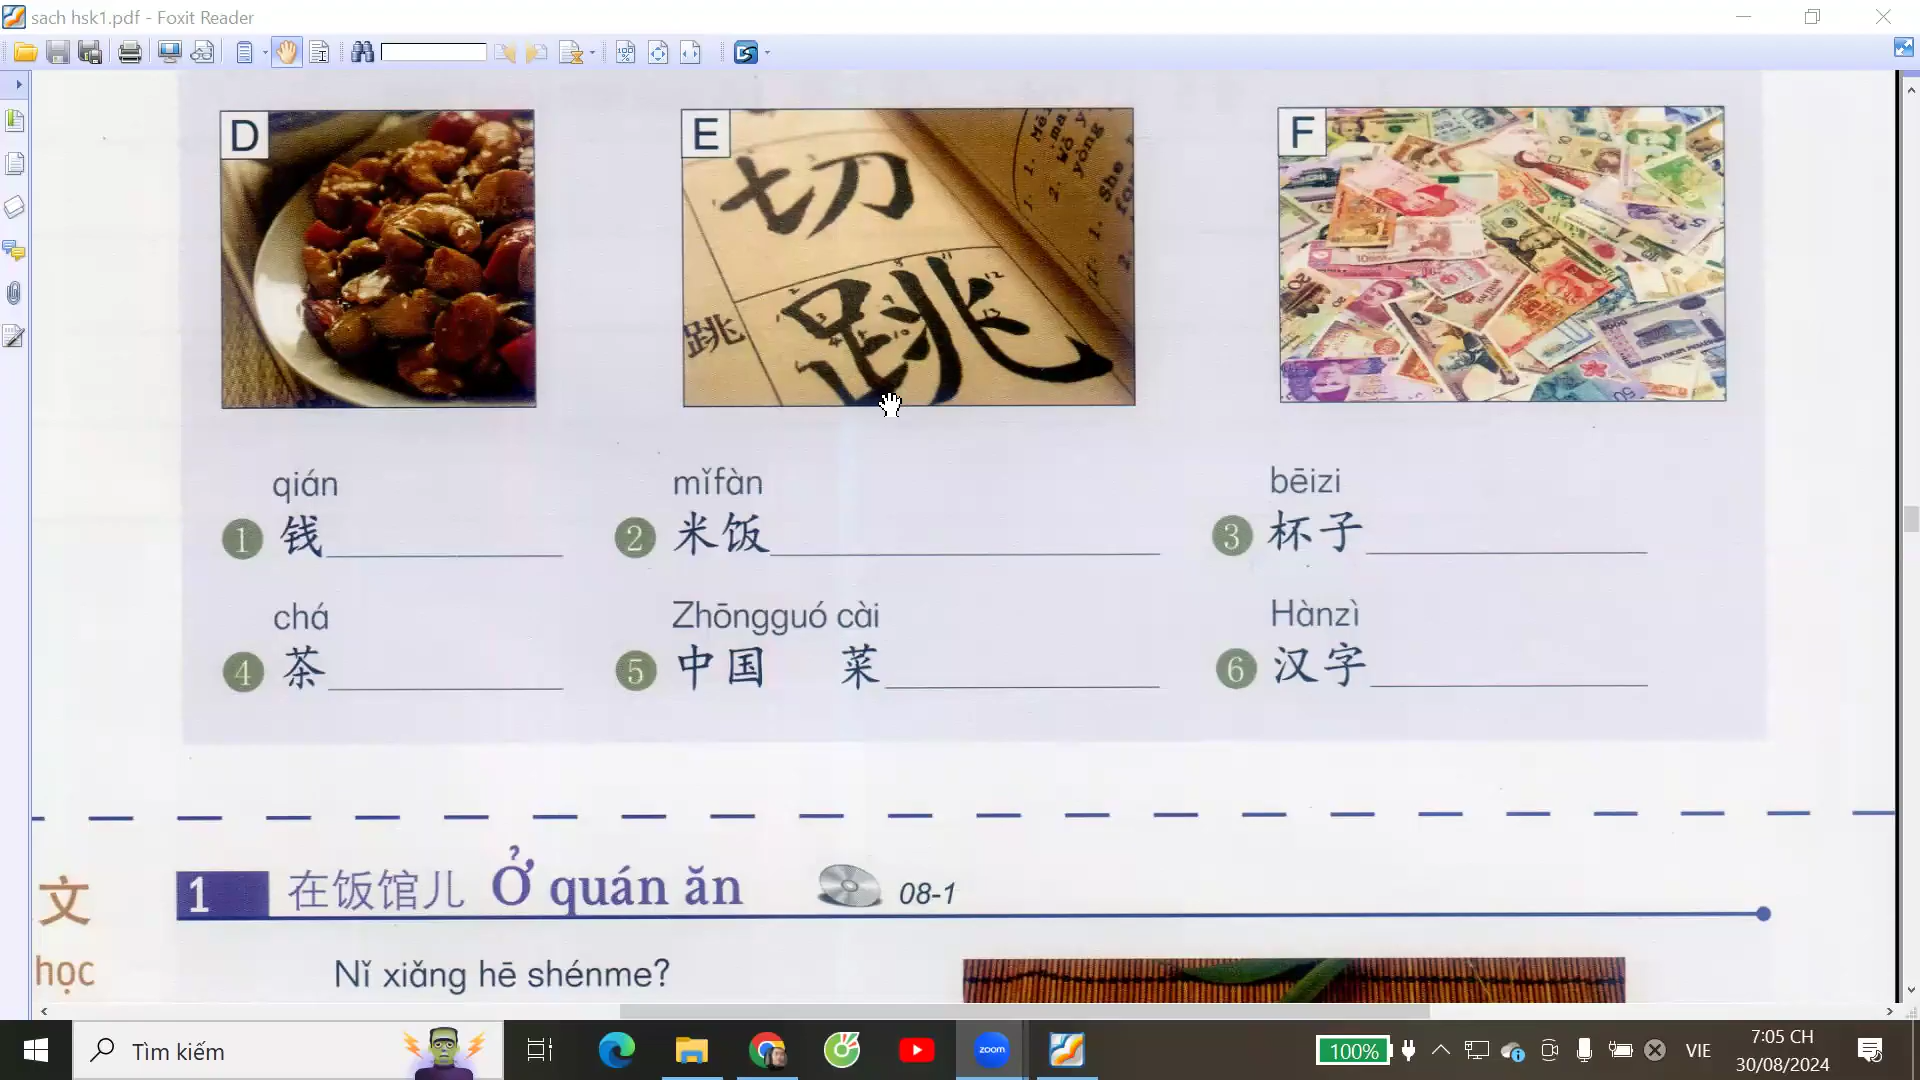 sach hsk1.pdf - Foxit Reader
D
E
F
切
跳
跳
qián
mǐfàn
bēizi
1 钱
2 米饭
3 杯子
chá
Zhōngguó cài
Hànzì
4 茶
5 中国 菜
6 汉字
文
học
1 在饭馆儿 Ở quán ăn 08-1
Nǐ xiǎng hē shénme?
Tìm kiếm
zoom
100%
VIE
7:05 CH
30/08/2024